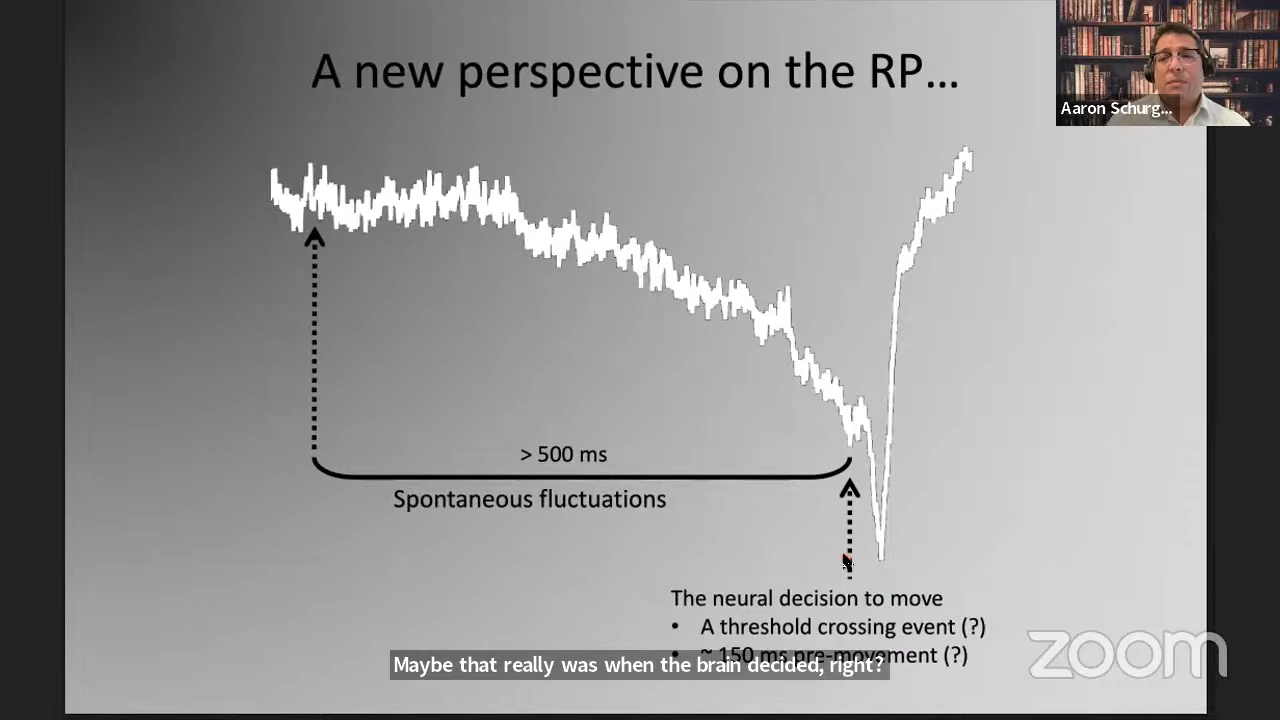 A new perspective on the RP...
Aaron Schurg...
> 500 ms
Spontaneous fluctuations
The neural decision to move
• A threshold crossing event (?)
• ~ 150 ms pre-movement (?)
Maybe that really was when the brain decided, right?
zoom